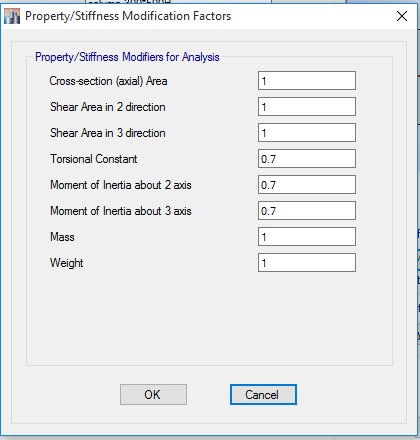 Property/Stiffness Modification Factors
Property/Stiffness Modifiers for Analysis
Cross-section (axial) Area 1
Shear Area in 2 direction 1
Shear Area in 3 direction 1
Torsional Constant 0.7
Moment of Inertia about 2 axis 0.7
Moment of Inertia about 3 axis 0.7
Mass 1
Weight 1
OK Cancel